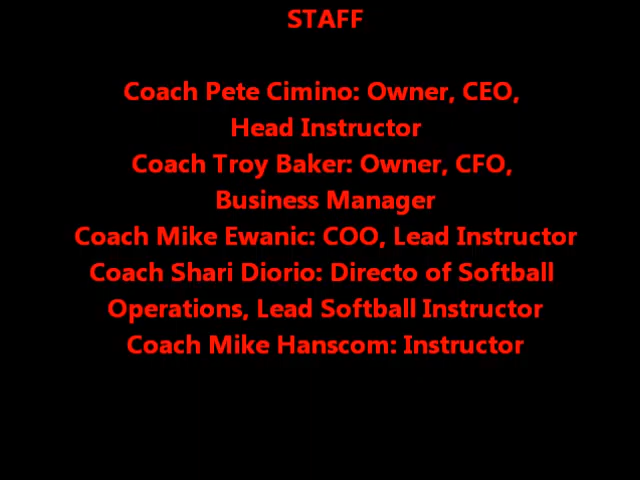 STAFF
Coach Pete Cimino: Owner, CEO,
Head Instructor
Coach Troy Baker: Owner, CFO,
Business Manager
Coach Mike Ewanic: COO, Lead Instructor
Coach Shari Diorio: Directo of Softball
Operations, Lead Softball Instructor
Coach Mike Hanscom: Instructor